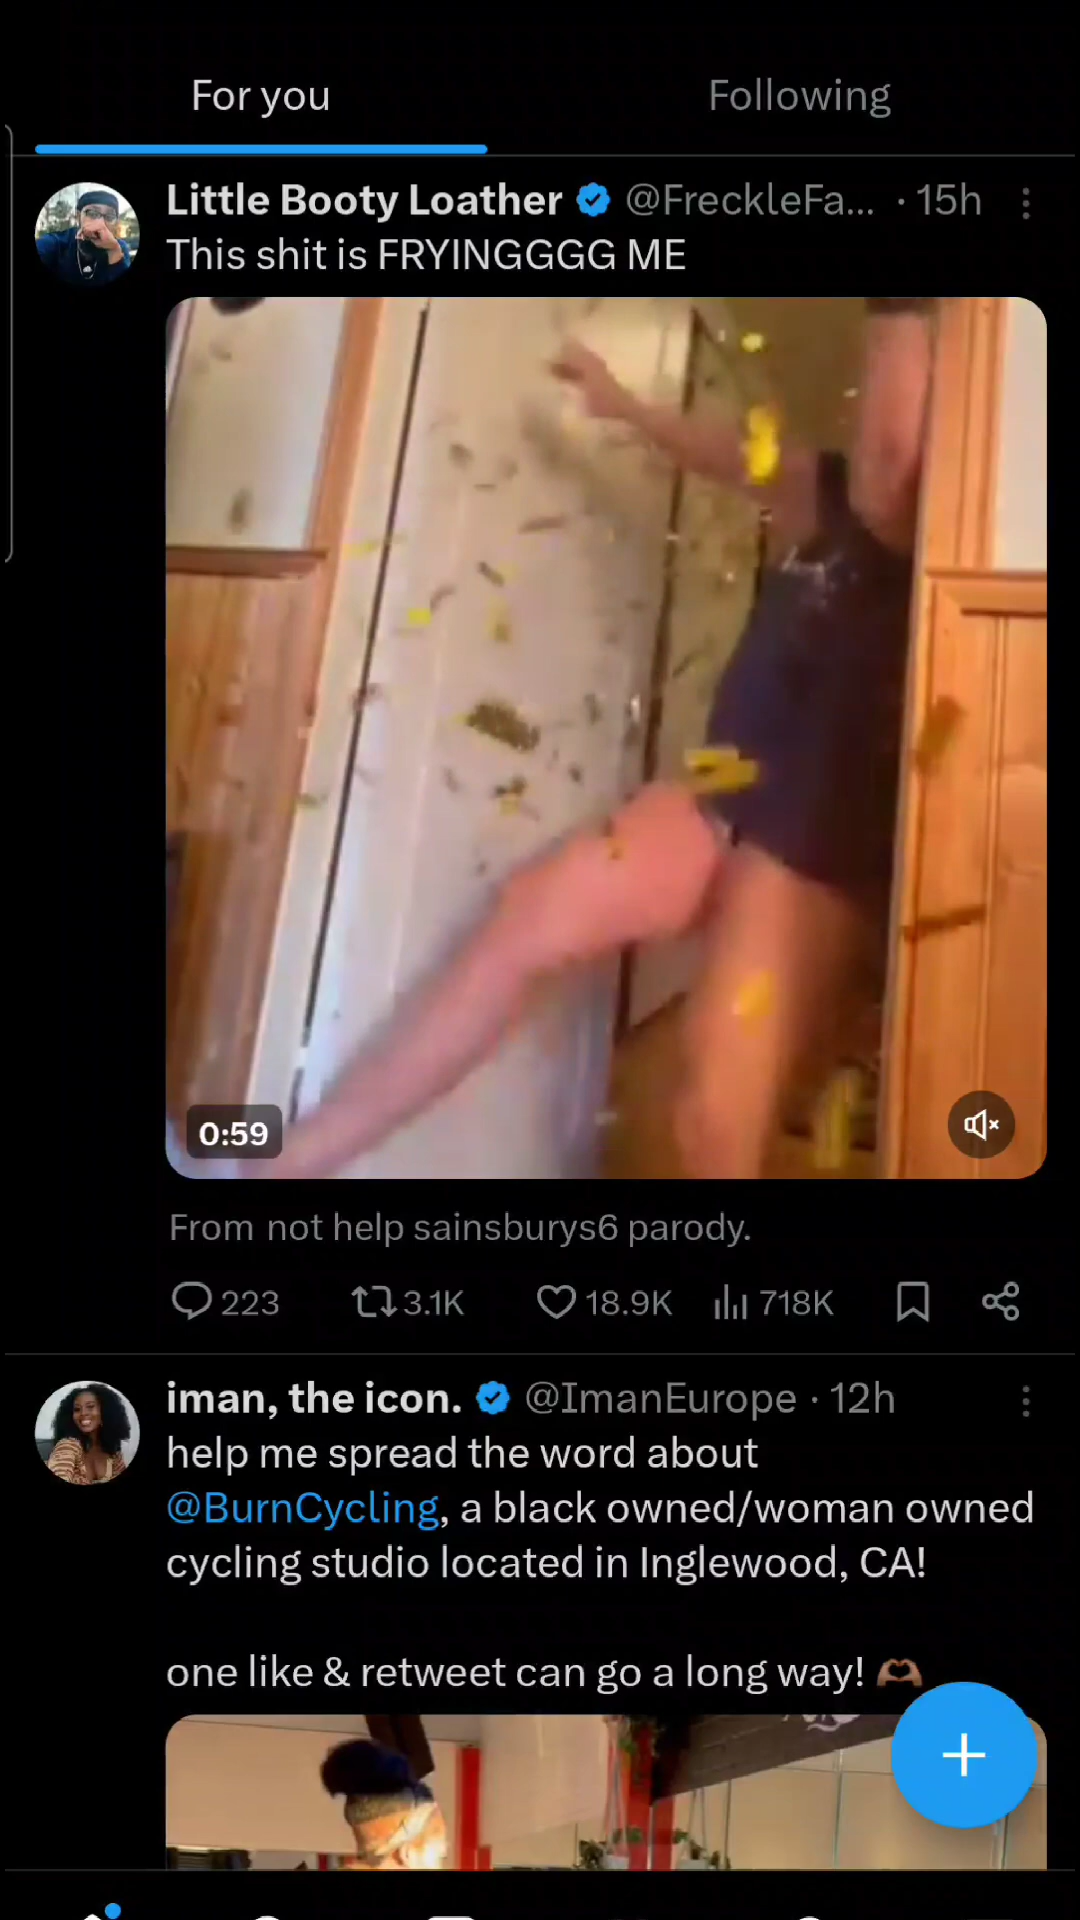 For you
Following
Little Booty Loather @FreckleFa... · 15h
This shit is FRYINGGGG ME
0:59
From not help sainsburys6 parody.
223 3.1K 18.9K 718K
iman, the icon. @ImanEurope · 12h
help me spread the word about
@BurnCycling, a black owned/woman owned
cycling studio located in Inglewood, CA!
one like & retweet can go a long way! 🫶🏾